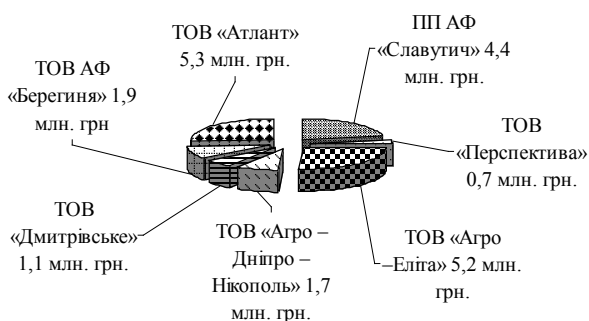 ТОВ «Атлант»
5,3 млн. грн.
ПП АФ
«Славутич» 4,4
млн. грн.
ТОВ АФ
«Берегиня» 1,9
млн. грн
ТОВ
«Перспектива»
0,7 млн. грн.
ТОВ
«Дмитрівське»
1,1 млн. грн.
ТОВ «Агро –
Дніпро –
Нікополь» 1,7
млн. грн.
ТОВ «Агро
–Еліта» 5,2 млн.
грн.